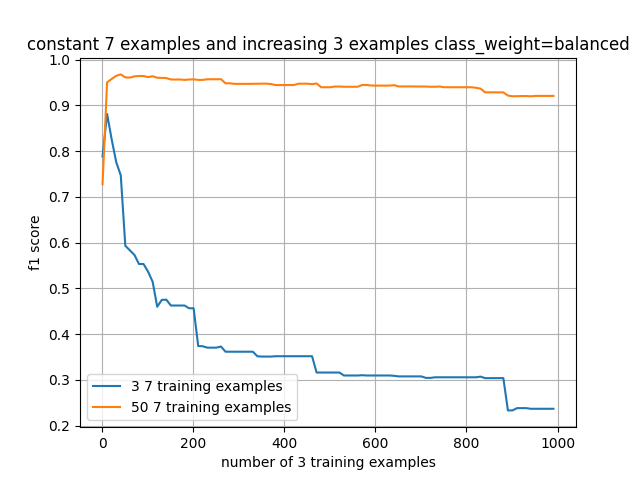 constant 7 examples and increasing 3 examples class_weight=balanced
1.0
0.9
0.8
0.7
0.6
0.5
0.4
0.3
0.2
f1 score
3 7 training examples
50 7 training examples
0 200 400 600 800 1000
number of 3 training examples